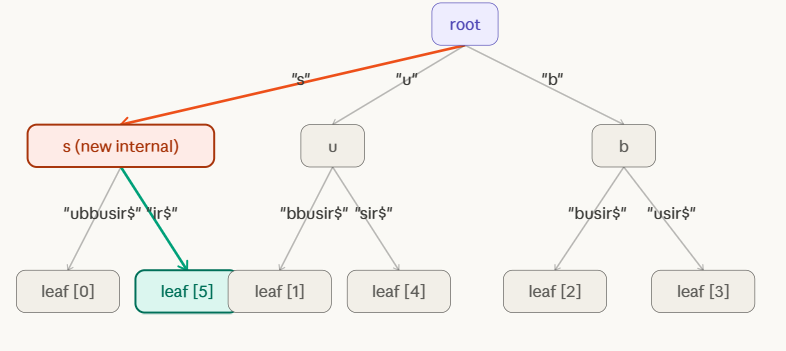 root
"s" "u" "b"
s (new internal) u b
"ubbusir$" "ir$" "bbusir$" "sir$" "busir$" "usir$"
leaf [0] leaf [5] leaf [1] leaf [4] leaf [2] leaf [3]